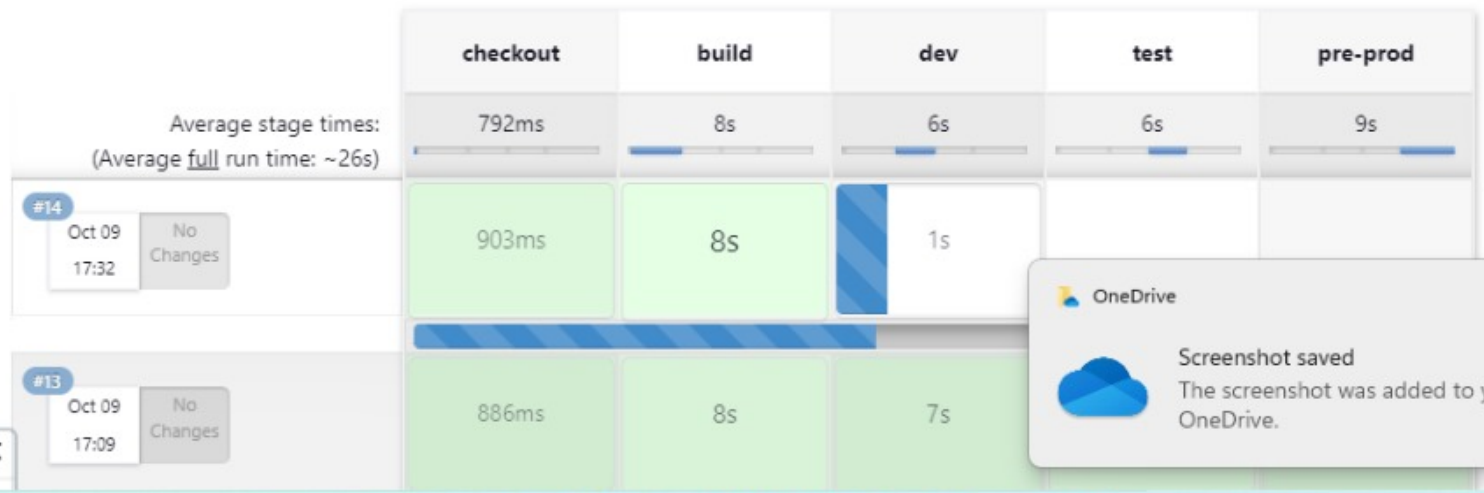 checkout build dev test pre-prod
Average stage times: 792ms 8s 6s 6s 9s
(Average full run time: ~26s)
#14
Oct 09 No
17:32 Changes
903ms 8s 1s
OneDrive
Screenshot saved
The screenshot was added to
OneDrive.
#13
Oct 09 No
17:09 Changes
886ms 8s 7s